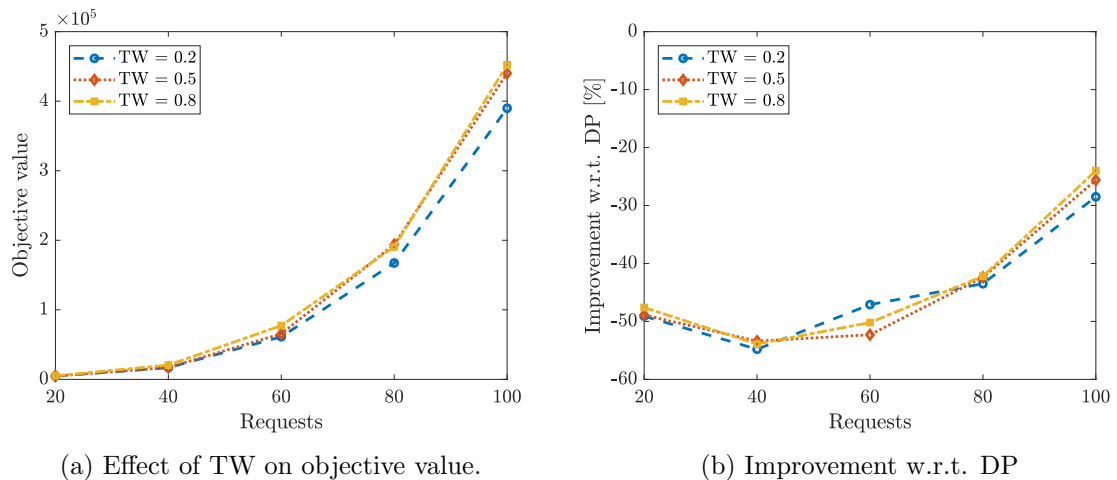 ×10⁵
5
4
3
2
1
0
Objective value
TW = 0.2
TW = 0.5
TW = 0.8
20 40 60 80 100
Requests
(a) Effect of TW on objective value.
0
-10
-20
-30
-40
-50
-60
Improvement w.r.t. DP [%]
TW = 0.2
TW = 0.5
TW = 0.8
20 40 60 80 100
Requests
(b) Improvement w.r.t. DP